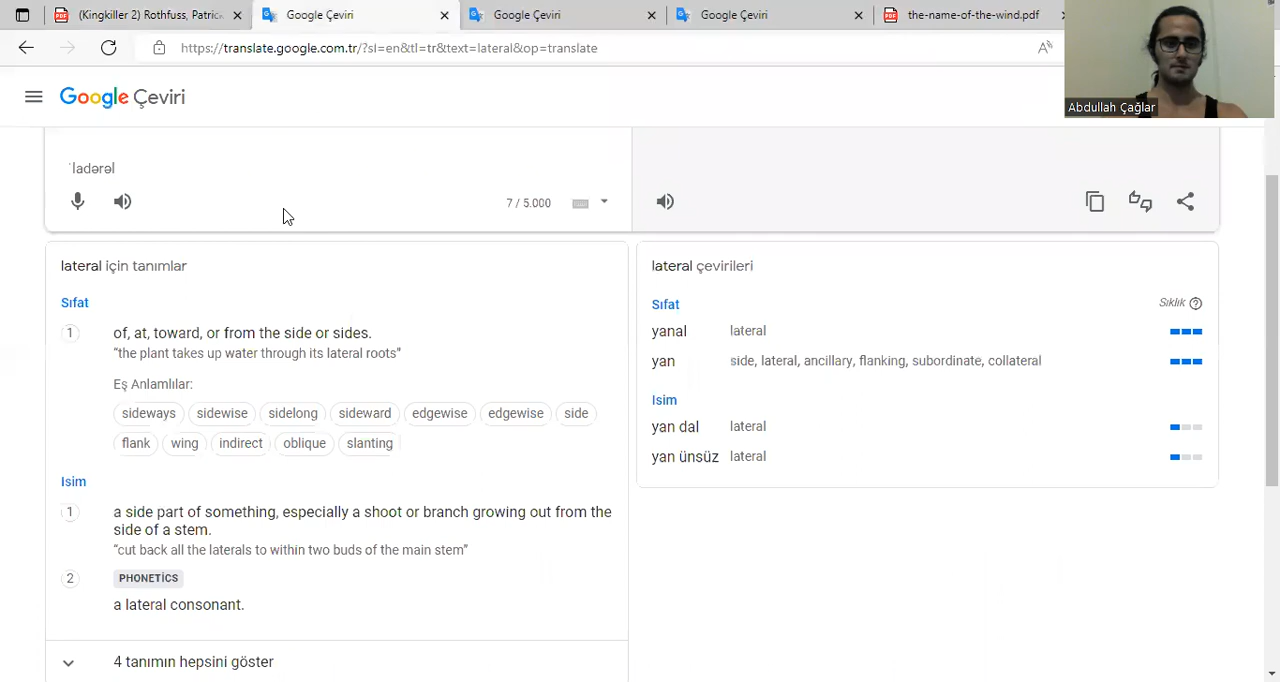 (Kingkiller 2) Rothfuss, Patric
Google Çeviri
Google Çeviri
Google Çeviri
the-name-of-the-wind.pdf
https://translate.google.com.tr/?sl=en&tl=tr&text=lateral&op=translate
Abdullah Çağlar
Google Çeviri
ˈladərəl
7 / 5.000
lateral için tanımlar
Sıfat
1 of, at, toward, or from the side or sides.
“the plant takes up water through its lateral roots”
Eş Anlamlılar:
sideways sidewise sidelong sideward edgewise edgewise side
flank wing indirect oblique slanting
Isim
1 a side part of something, especially a shoot or branch growing out from the
side of a stem.
“cut back all the laterals to within two buds of the main stem”
2 PHONETİCS
a lateral consonant.
4 tanımın hepsini göster
lateral çevirileri
Sıfat Sıklık
yanal lateral
yan side, lateral, ancillary, flanking, subordinate, collateral
Isim
yan dal lateral
yan ünsüz lateral